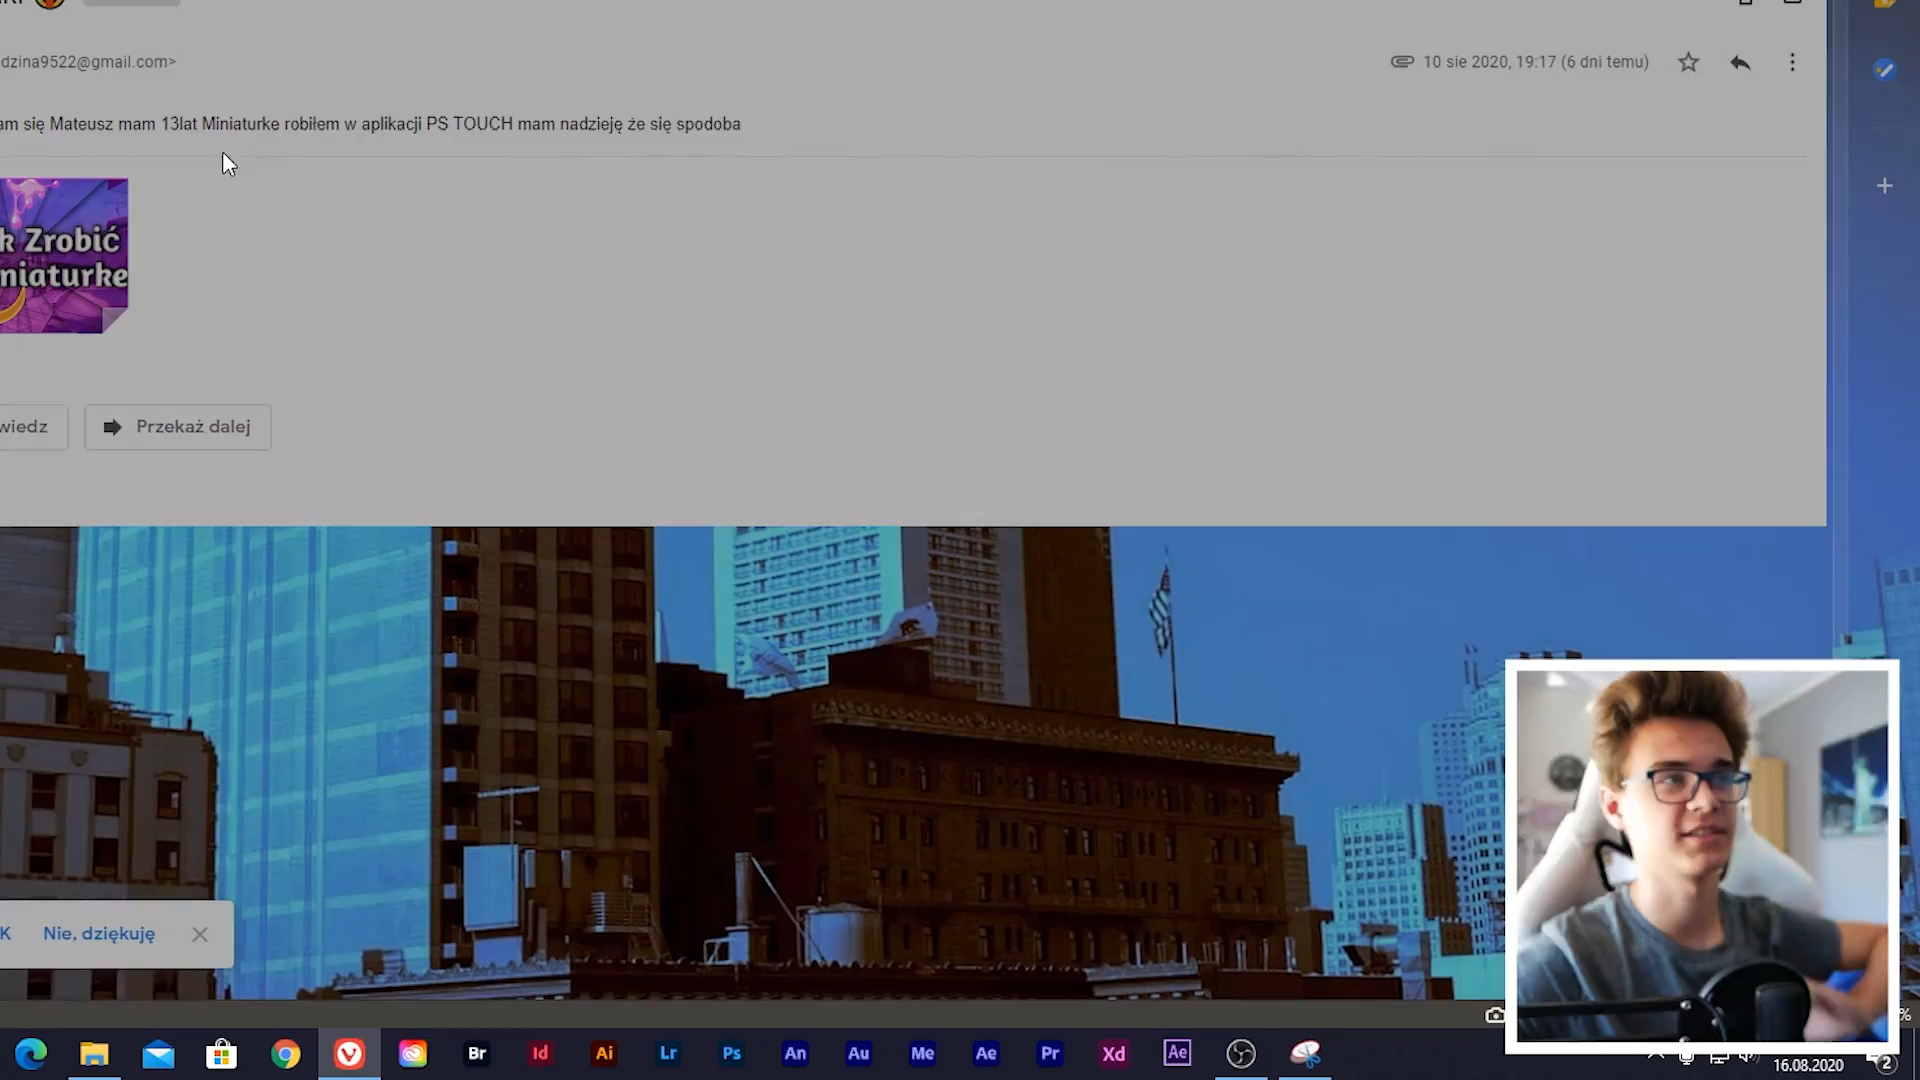 dzina9522@gmail.com>
10 sie 2020, 19:17 (6 dni temu)
am się Mateusz mam 13lat Miniaturke robiłem w aplikacji PS TOUCH mam nadzieję że się spodoba
k Zrobić
niaturke
wiedz
Przekaż dalej
K
Nie, dziękuję
%
Br
Id
Ai
Lr
Ps
An
Au
Me
Ae
Pr
Xd
Ae
16.08.2020
2